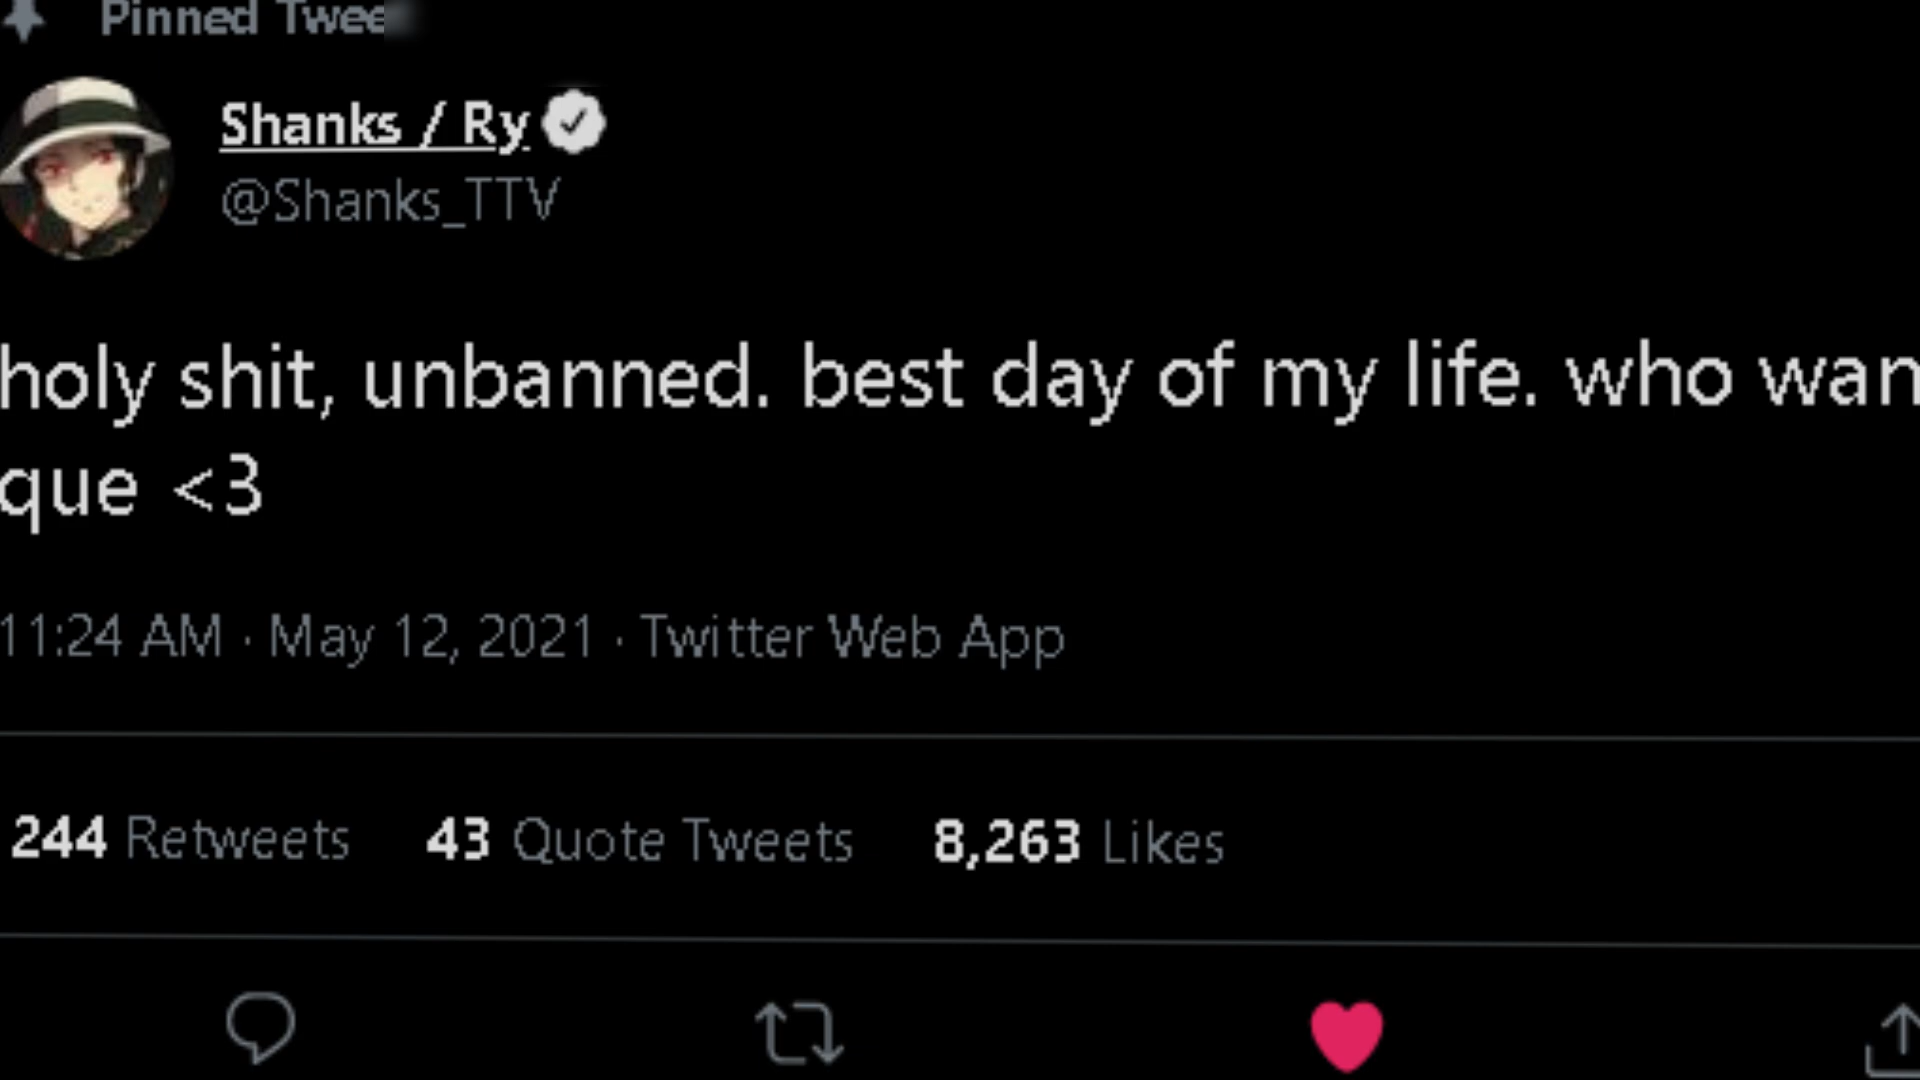 Pinned Twee
Shanks / Ry
@Shanks_TTV
holy shit, unbanned. best day of my life. who wan
que <3
11:24 AM · May 12, 2021 · Twitter Web App
244 Retweets 43 Quote Tweets 8,263 Likes